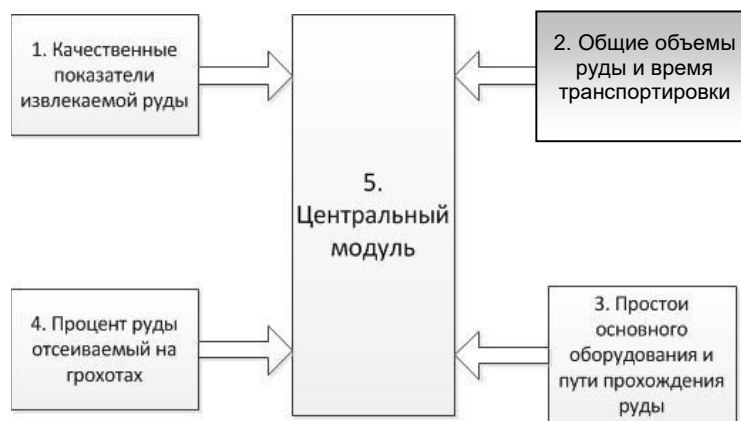 1. Качественные
показатели
извлекаемой руды
2. Общие объемы
руды и время
транспортировки
5.
Центральный
модуль
4. Процент руды
отсеиваемый на
грохотах
3. Простои
основного
оборудования и
пути прохождения
руды